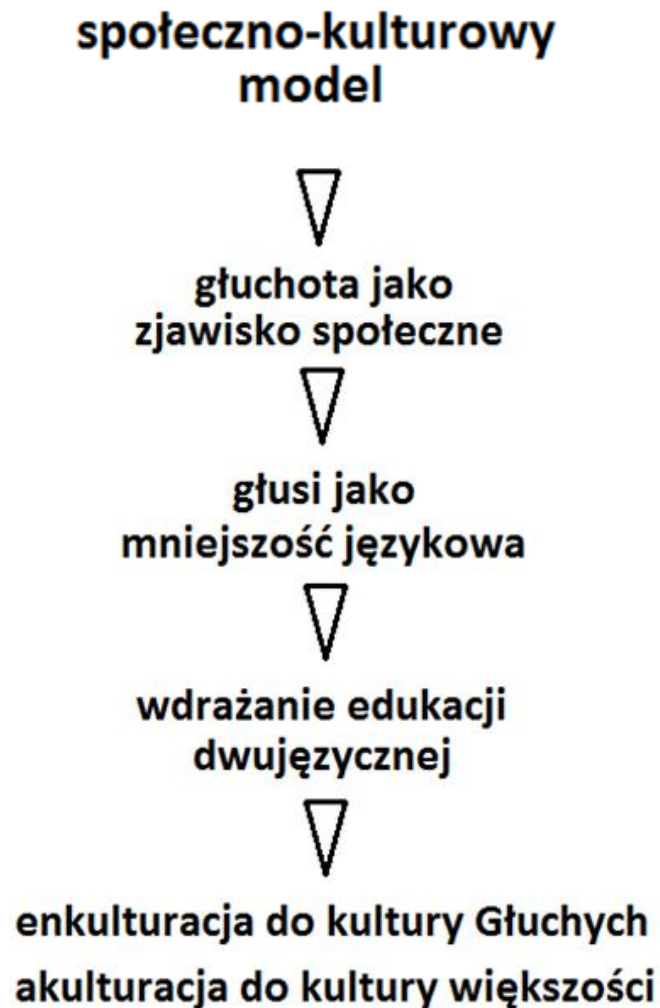 społeczno-kulturowy
model
głuchota jako
zjawisko społeczne
głusi jako
mniejszość językowa
wdrażanie edukacji
dwujęzycznej
enkulturacja do kultury Głuchych
akulturacja do kultury większości